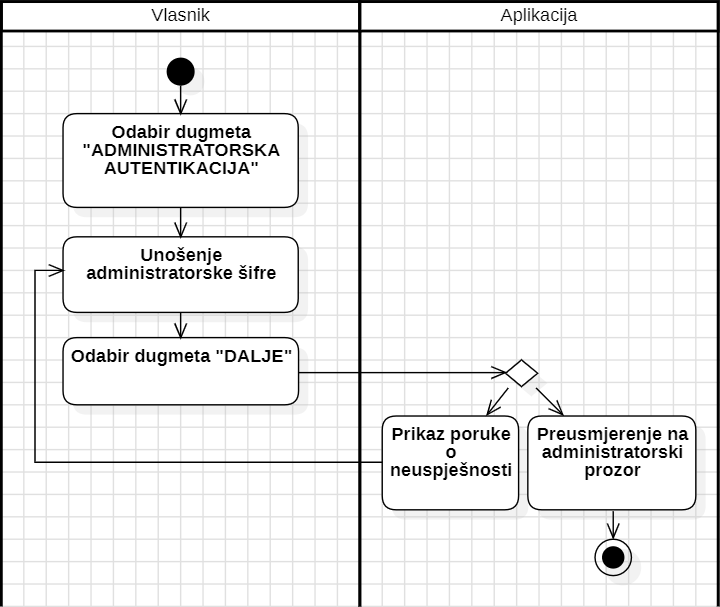 Vlasnik
Aplikacija
Odabir dugmeta
"ADMINISTRATORSKA
AUTENTIKACIJA"
Unošenje
administratorske šifre
Odabir dugmeta "DALJE"
Prikaz poruke
o
neuspješnosti
Preusmjerenje na
administratorski
prozor